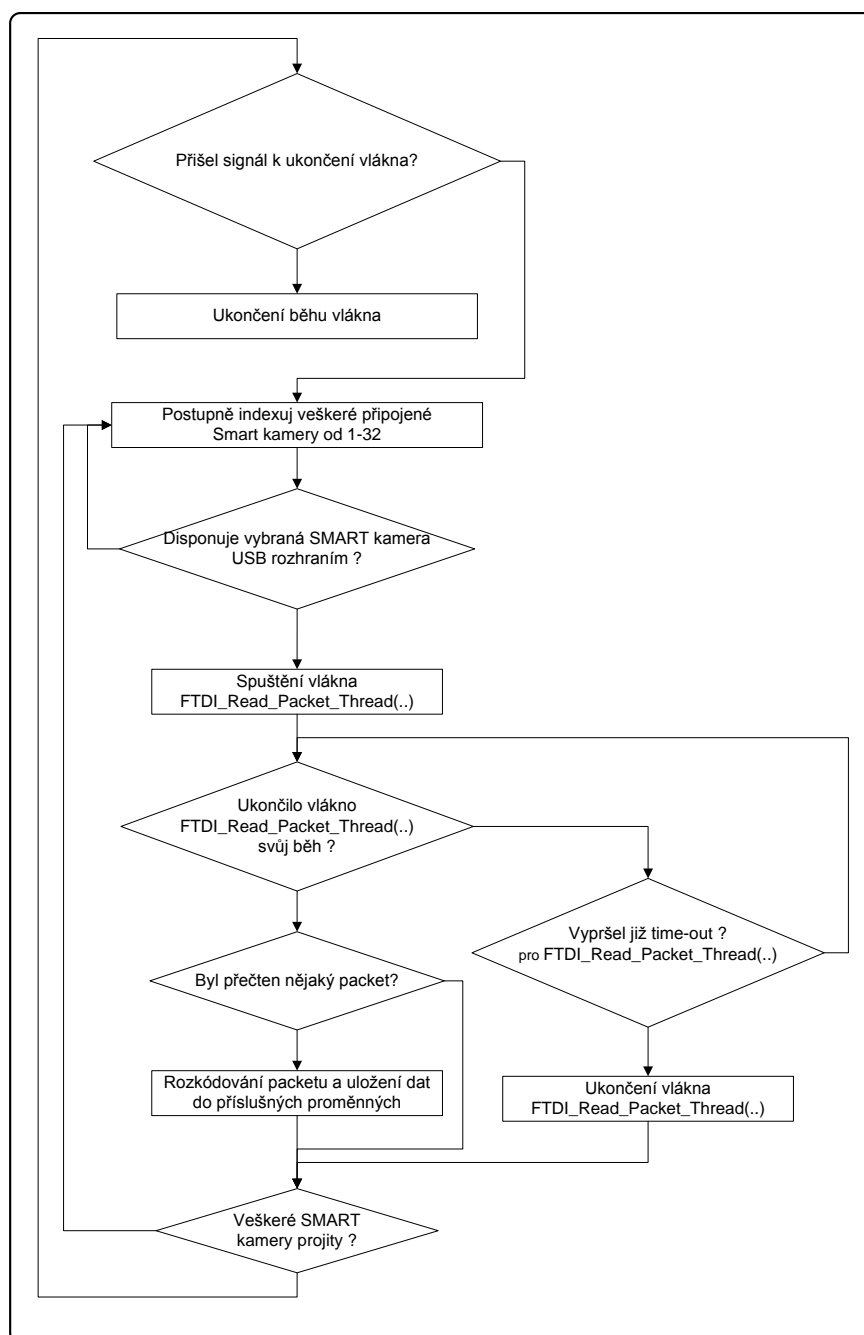 Přišel signál k ukončení vlákna?
Ukončení běhu vlákna
Postupně indexuj veškeré připojené
Smart kamery od 1-32
Disponuje vybraná SMART kamera
USB rozhraním ?
Spuštění vlákna
FTDI_Read_Packet_Thread(..)
Ukončilo vlákno
FTDI_Read_Packet_Thread(..)
svůj běh ?
Vypršel již time-out ?
pro FTDI_Read_Packet_Thread(..)
Byl přečten nějaký packet?
Rozkódování packetu a uložení dat
do příslušných proměnných
Ukončení vlákna
FTDI_Read_Packet_Thread(..)
Veškeré SMART
kamery projity ?